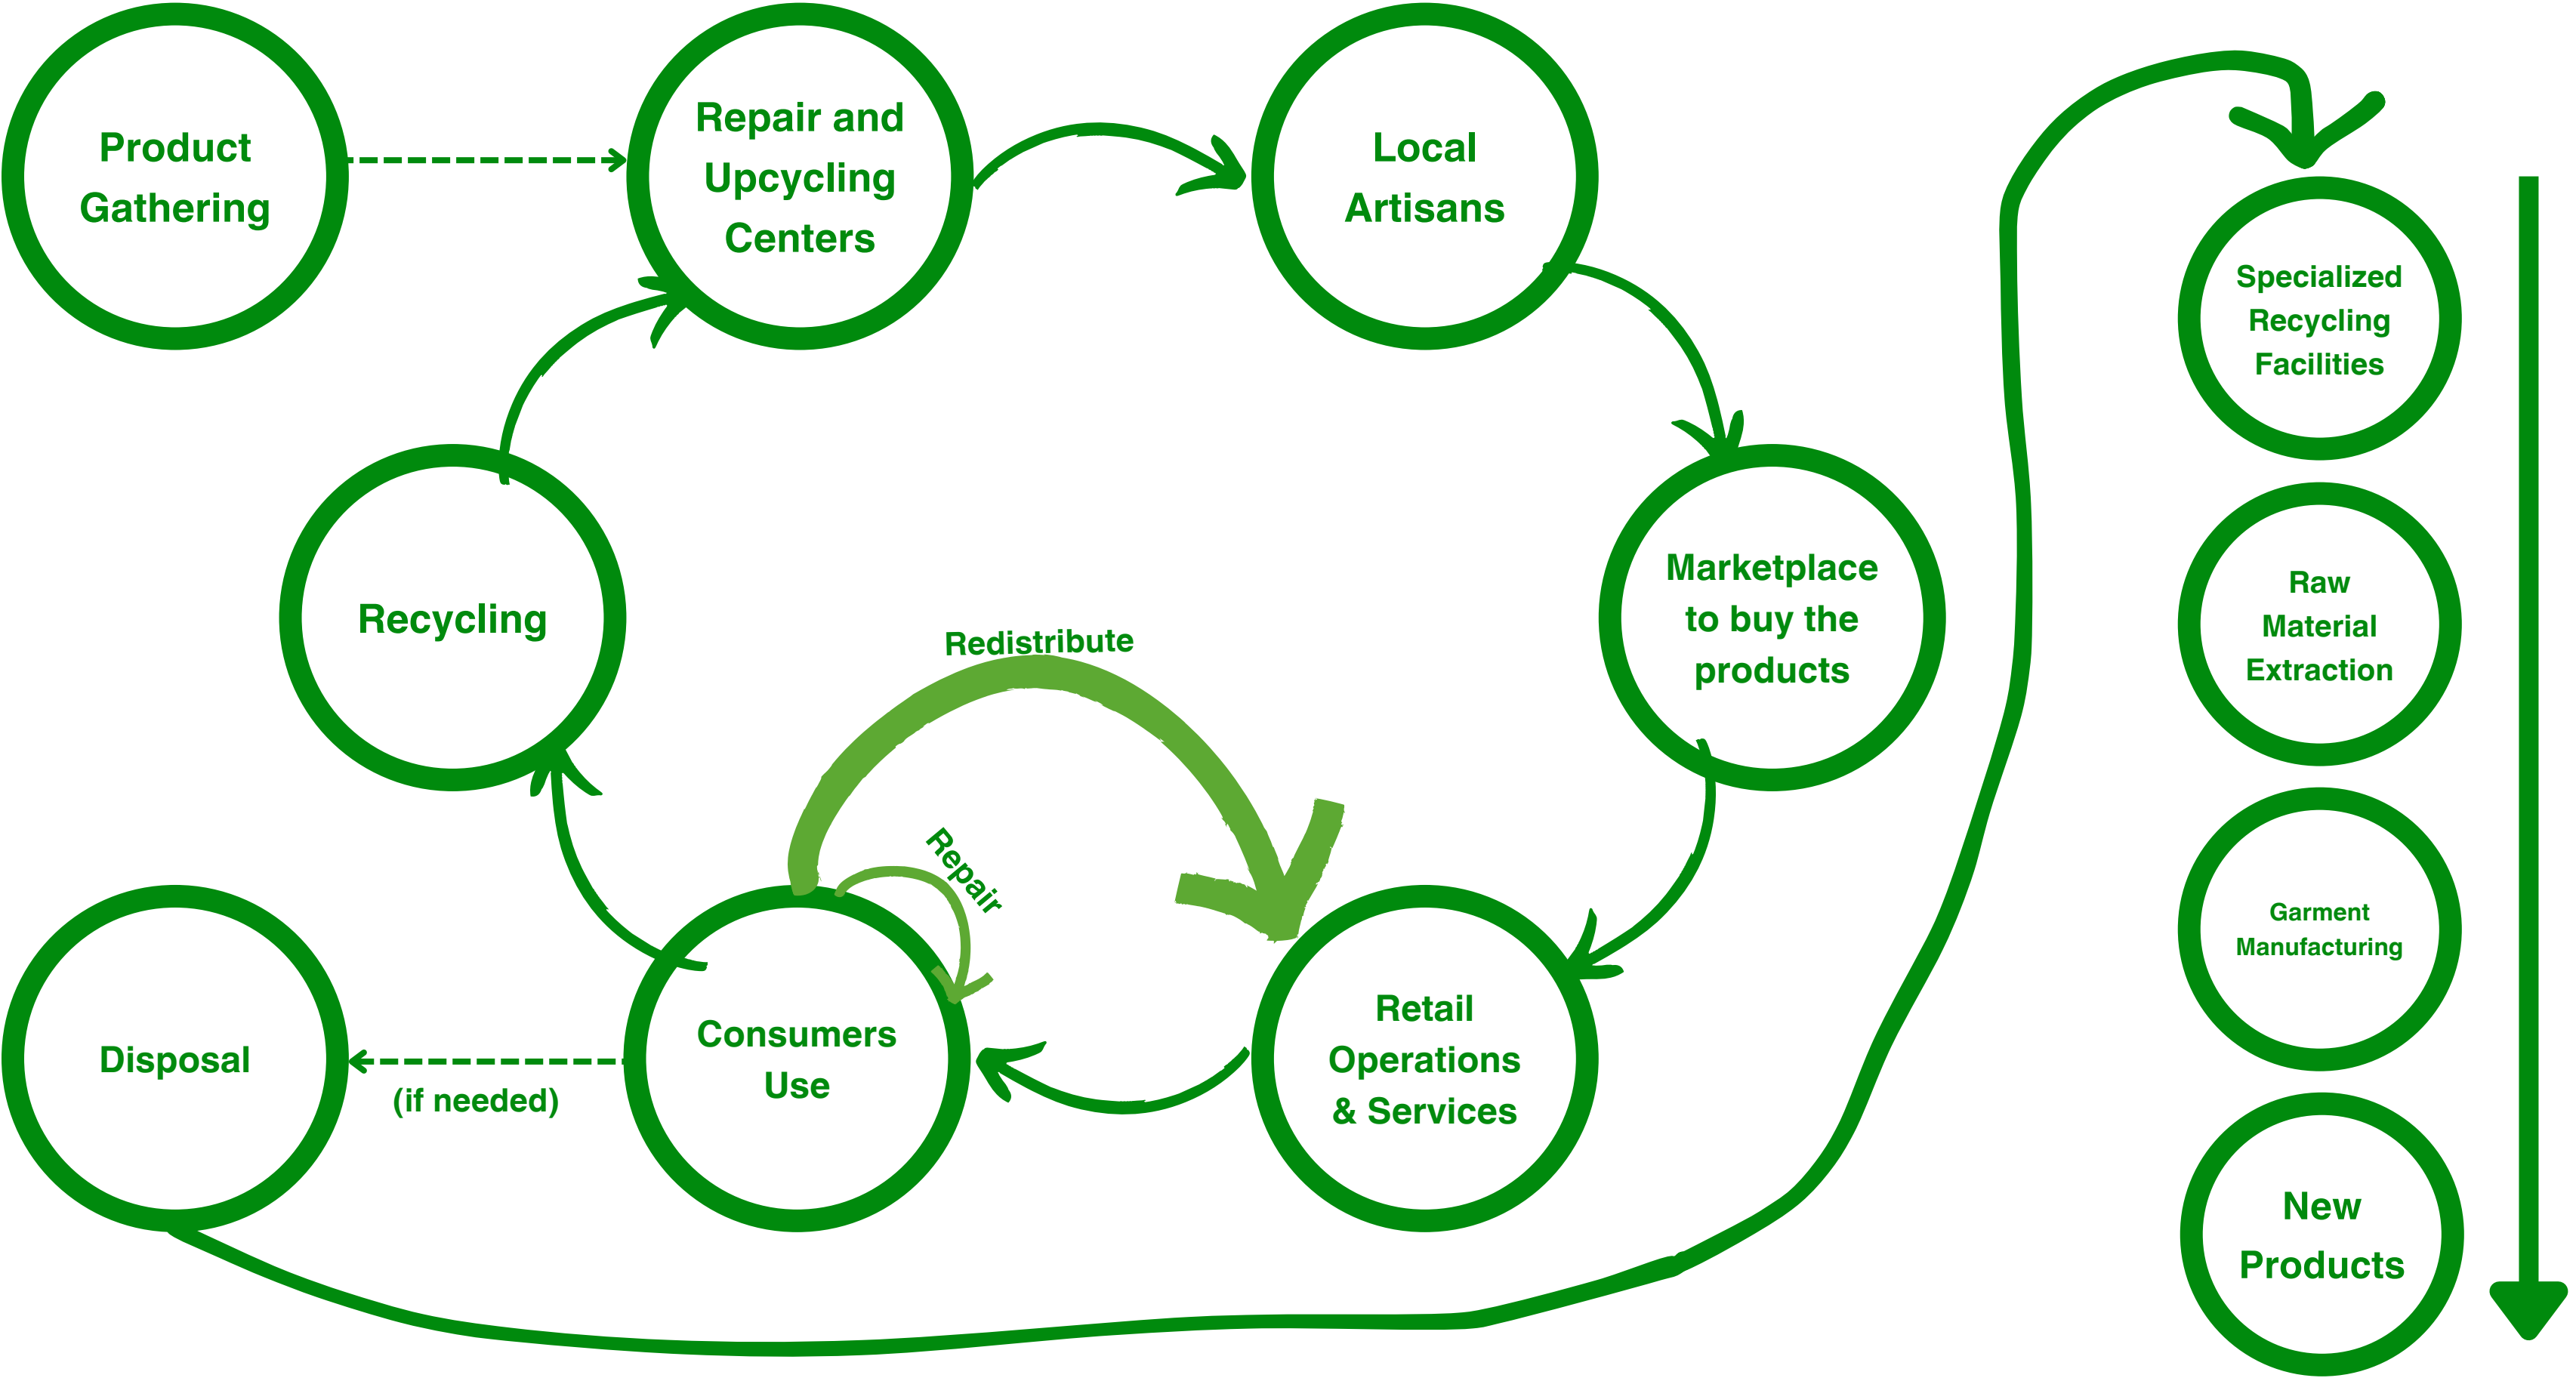 Product
Gathering
Repair and
Upcycling
Centers
Local
Artisans
Specialized
Recycling
Facilities
Recycling
Marketplace
to buy the
products
Raw
Material
Extraction
Redistribute
Repair
Garment
Manufacturing
Disposal
(if needed)
Consumers
Use
Retail
Operations
& Services
New
Products